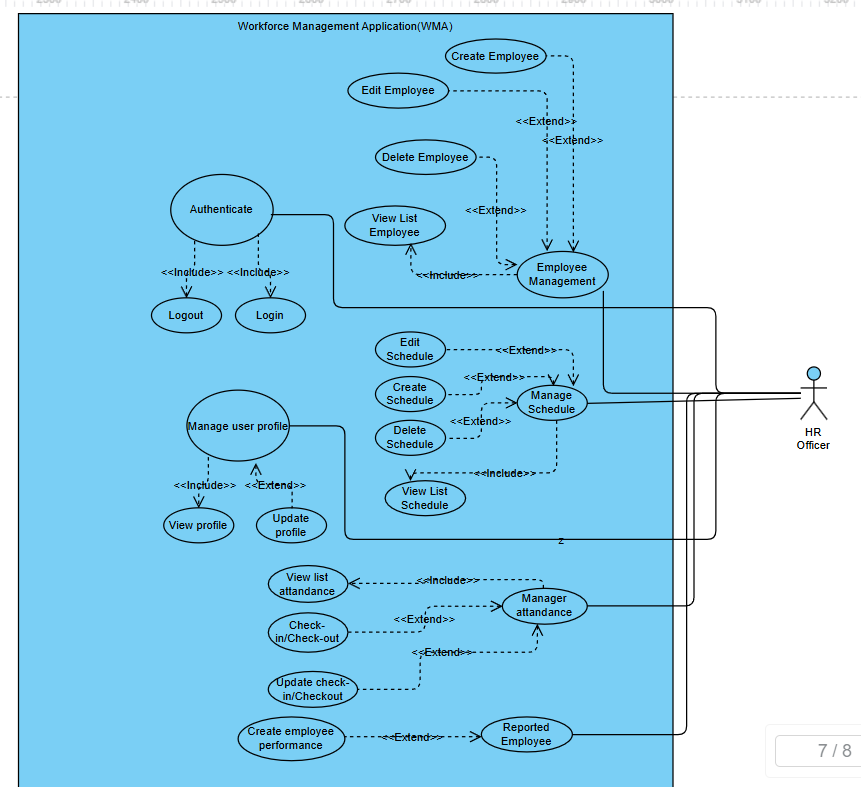 Workforce Management Application(WMA)
Create Employee
Edit Employee
<<Extend>>
<<Extend>>
Delete Employee
Authenticate
View List
Employee
<<Extend>>
Employee
Management
<<Include>>
<<Include>>
<<Include>>
Logout
Login
Edit
Schedule
<<Extend>>
<<Extend>>
Create
Schedule
Manage
Schedule
HR
Officer
Manage user profile
<<Extend>>
Delete
Schedule
<<Include>>
<<Include>>
<<Extend>>
View List
Schedule
View profile
Update
profile
z
View list
attandance
<<Include>>
Manager
attandance
<<Extend>>
Check-
in/Check-out
<<Extend>>
Update check-
in/Checkout
Create employee
performance
<<Extend>>
Reported
Employee
7 / 8